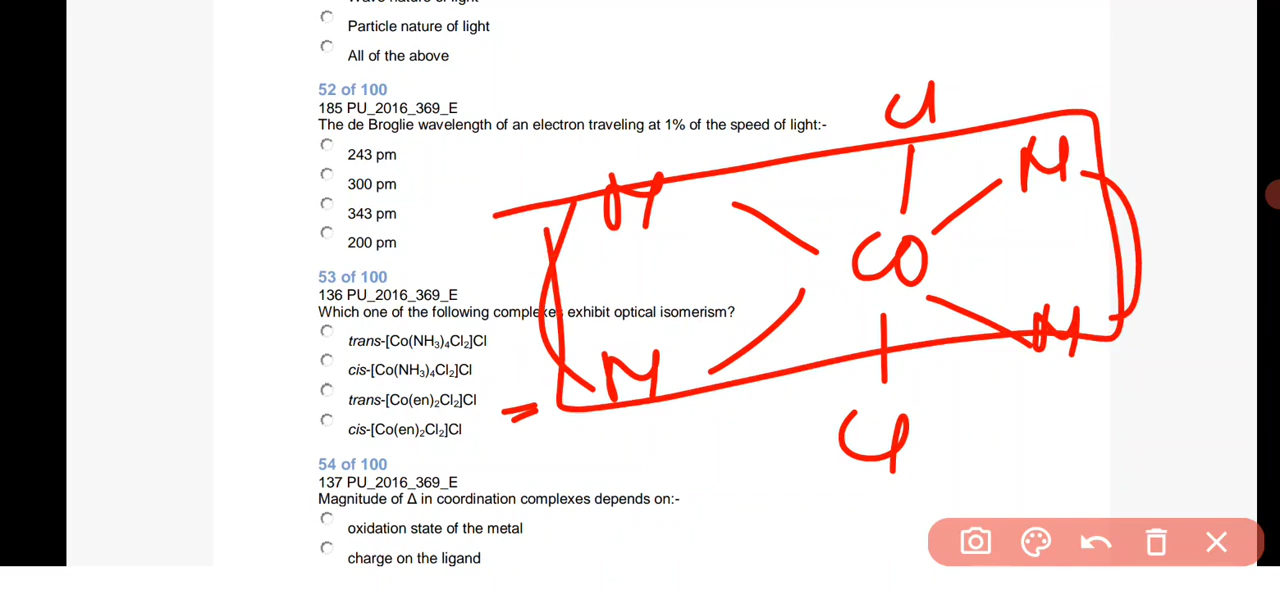 Particle nature of light
All of the above
52 of 100
185 PU_2016_369_E
The de Broglie wavelength of an electron traveling at 1% of the speed of light:-
243 pm
300 pm
343 pm
200 pm
53 of 100
136 PU_2016_369_E
Which one of the following complexes exhibit optical isomerism?
trans-[Co(NH₃)₄Cl₂]Cl
cis-[Co(NH₃)₄Cl₂]Cl
trans-[Co(en)₂Cl₂]Cl
cis-[Co(en)₂Cl₂]Cl
54 of 100
137 PU_2016_369_E
Magnitude of Δ in coordination complexes depends on:-
oxidation state of the metal
charge on the ligand
Cl
CO
Cl